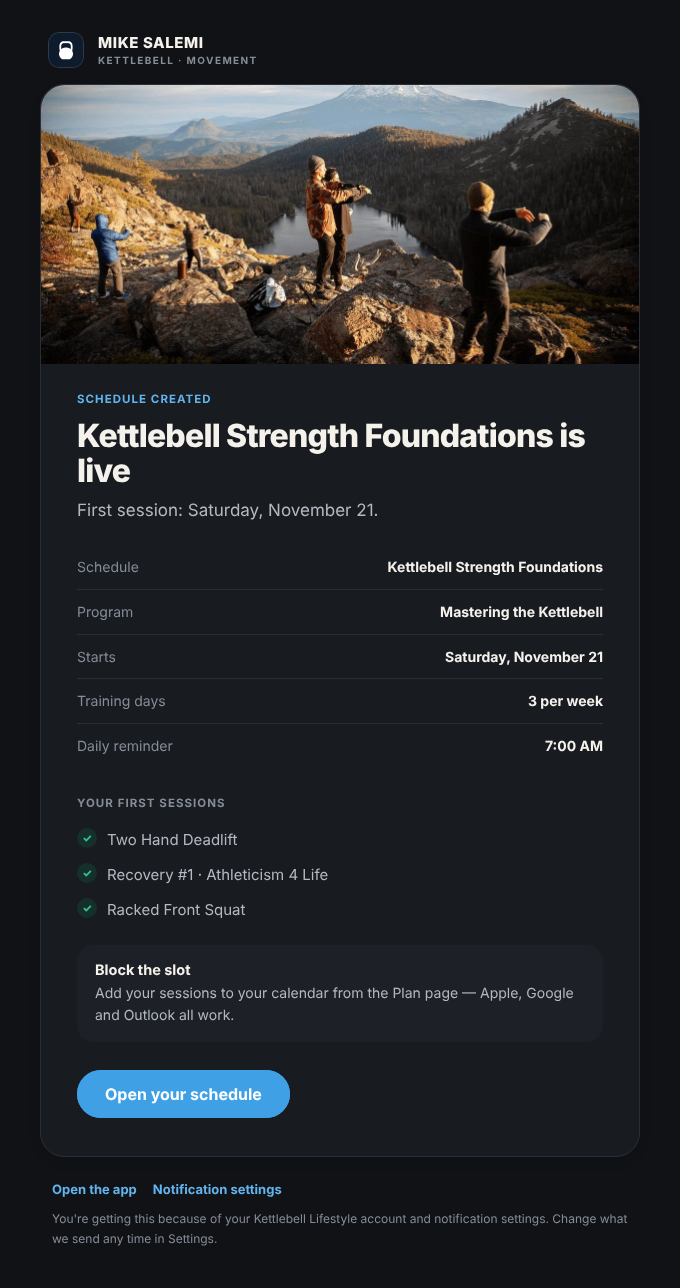 MIKE SALEMI
KETTLEBELL · MOVEMENT
SCHEDULE CREATED
Kettlebell Strength Foundations is
live
First session: Saturday, November 21.
Schedule Kettlebell Strength Foundations
Program Mastering the Kettlebell
Starts Saturday, November 21
Training days 3 per week
Daily reminder 7:00 AM
YOUR FIRST SESSIONS
Two Hand Deadlift
Recovery #1 · Athleticism 4 Life
Racked Front Squat
Block the slot
Add your sessions to your calendar from the Plan page — Apple, Google
and Outlook all work.
Open your schedule
Open the app Notification settings
You're getting this because of your Kettlebell Lifestyle account and notification settings. Change what
we send any time in Settings.